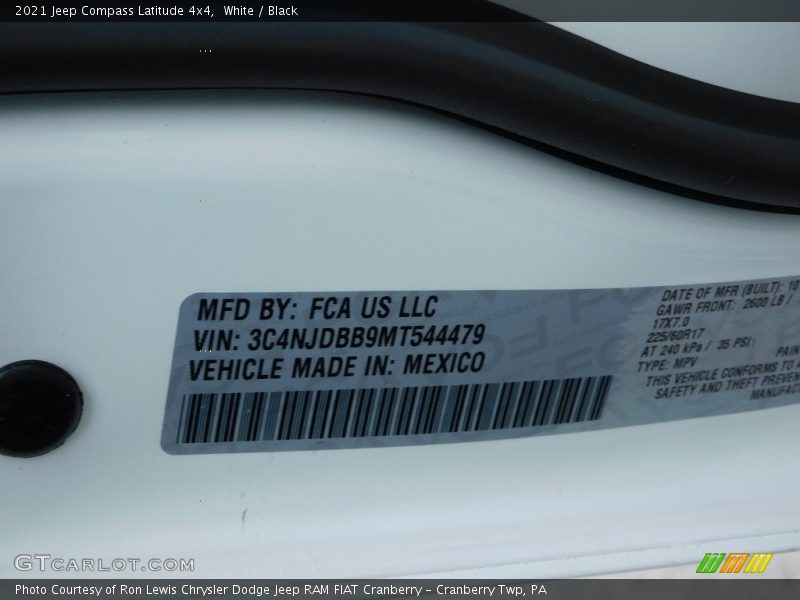 2021 Jeep Compass Latitude 4x4, White / Black
MFD BY: FCA US LLC
VIN: 3C4NJDBB9MT544479
VEHICLE MADE IN: MEXICO
DATE OF MFR (BUILT): 10
GAWR FRONT: 2600 LB /
17X7.0
225/60R17
AT 240 kPa / 35 PSI;
TYPE: MPV PAIN
THIS VEHICLE CONFORMS TO A
SAFETY AND THEFT PREVEN
MANUFAC
GTCARLOT.COM
Photo Courtesy of Ron Lewis Chrysler Dodge Jeep RAM FIAT Cranberry – Cranberry Twp, PA